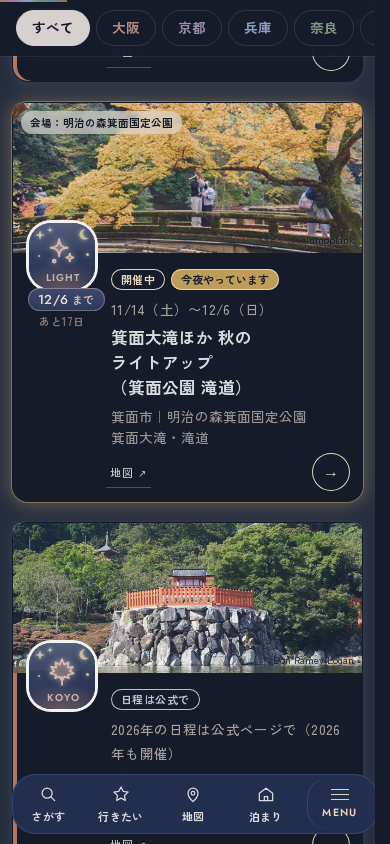 すべて
大阪
京都
兵庫
奈良
会場：明治の森箕面国定公園
LIGHT
12/6 まで
あと17日
開催中
今夜やっています
11/14（土）〜12/6（日）
箕面大滝ほか 秋の
ライトアップ
（箕面公園 滝道）
箕面市｜明治の森箕面国定公園
箕面大滝・滝道
地図 ↗
→
KOYO
日程は公式で
2026年の日程は公式ページで（2026
年も開催）
さがす
行きたい
地図
泊まり
MENU